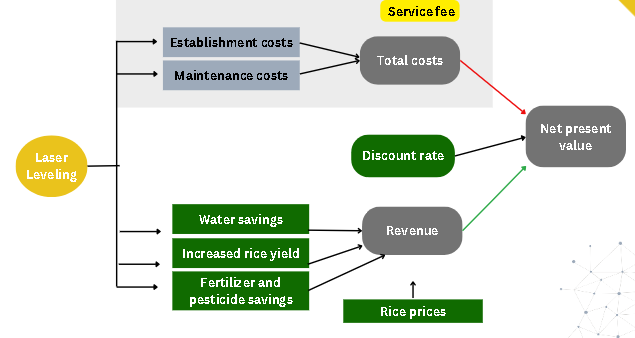 Service fee
Establishment costs
Maintenance costs
Total costs
Net present
value
Discount rate
Laser
Leveling
Water savings
Increased rice yield
Revenue
Fertilizer and
pesticide savings
Rice prices